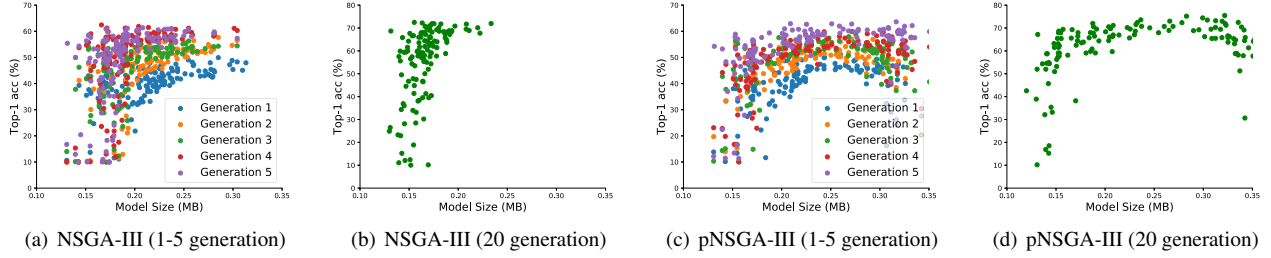 70
60
50
40
30
20
10
0
Top-1 acc (%)
Generation 1
Generation 2
Generation 3
Generation 4
Generation 5
0.10 0.15 0.20 0.25 0.30 0.35
Model Size (MB)
(a) NSGA-III (1-5 generation)
80
70
60
50
40
30
20
10
0
Top-1 acc (%)
0.10 0.15 0.20 0.25 0.30 0.35
Model Size (MB)
(b) NSGA-III (20 generation)
70
60
50
40
30
20
10
0
Top-1 acc (%)
Generation 1
Generation 2
Generation 3
Generation 4
Generation 5
0.10 0.15 0.20 0.25 0.30 0.35
Model Size (MB)
(c) pNSGA-III (1-5 generation)
80
70
60
50
40
30
20
10
0
Top-1 acc (%)
0.10 0.15 0.20 0.25 0.30 0.35
Model Size (MB)
(d) pNSGA-III (20 generation)